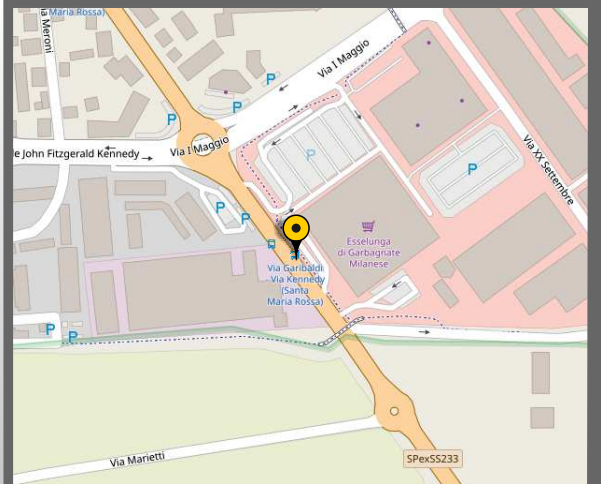 Maria Rossa)
ia Meroni
Via I Maggio
P
P
P
le John Fitzgerald Kennedy
Via I Maggio
P
P
Via XX Settembre
P
P
Esselunga
di Garbagnate
Milanese
Via Garibaldi
- Via Kennedy
(Santa
Maria Rossa)
P
P
Via Marietti
SPexSS233